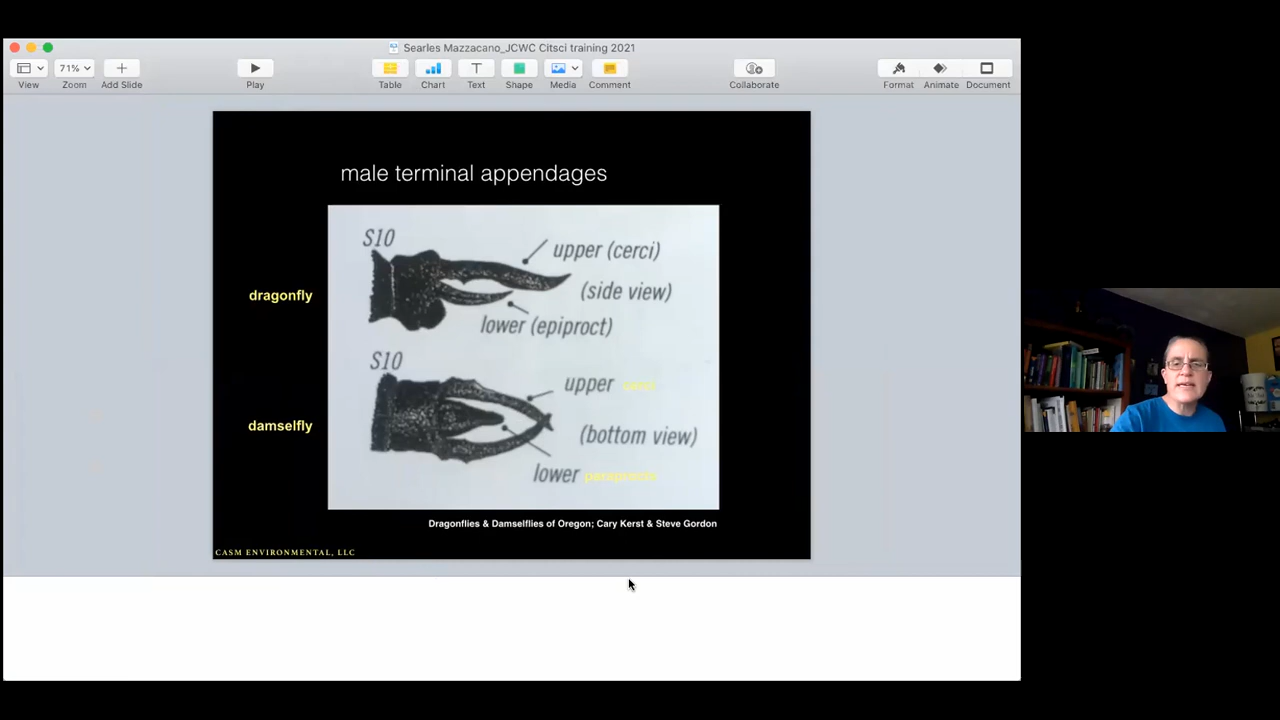 Searles Mazzacano_JCWC Citsci training 2021
71%
View Zoom Add Slide Play Table Chart Text Shape Media Comment Collaborate Format Animate Document
male terminal appendages
S10
upper (cerci)
dragonfly
(side view)
lower (epiproct)
S10
upper cerci
damselfly
(bottom view)
lower paraprocts
Dragonflies & Damselflies of Oregon; Cary Kerst & Steve Gordon
CASM ENVIRONMENTAL, LLC